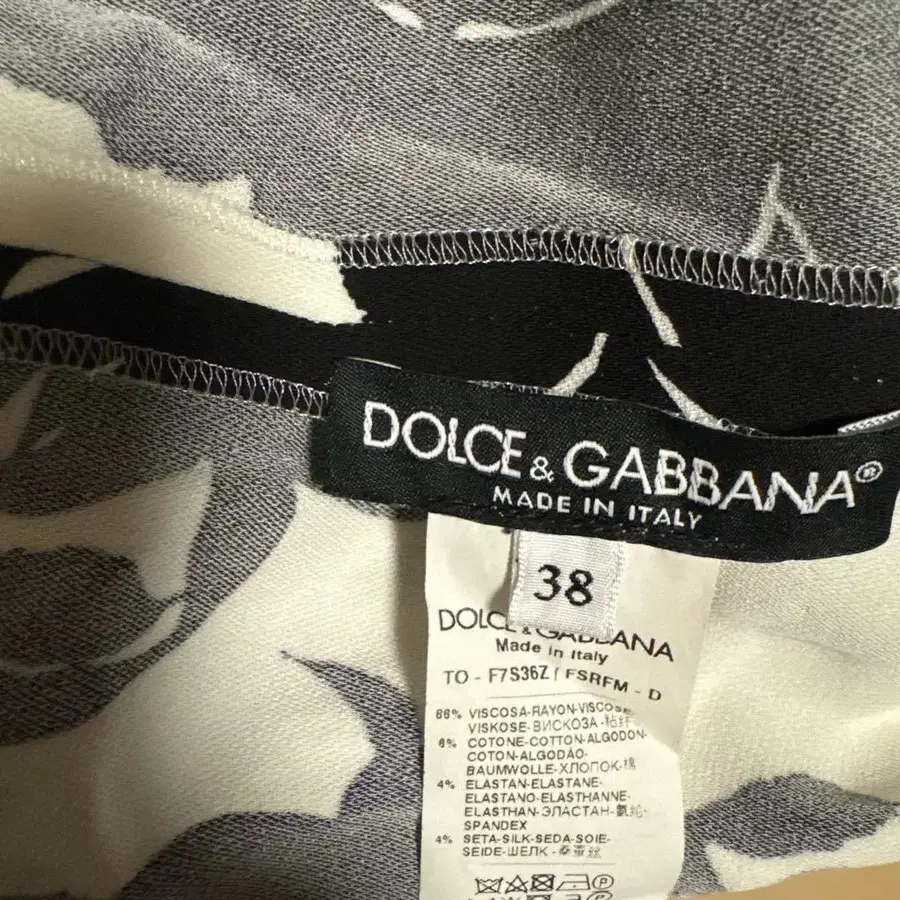 DOLCE & GABBANA®
MADE IN ITALY
38
DOLCE & GABBANA
Made in Italy
TO - F7S36Z / FSRFM - D
86% VISCOSA-RAYON-VISCOSE-
VISKOSE-ВИСКОЗА-粘纤
6% COTONE-COTTON-ALGODON-
COTON-ALGODÃO-
BAUMWOLLE-ХЛОПОК-棉
4% ELASTAN-ELASTANE-
ELASTANO-ELASTHANNE-
ELASTHAN-ЭЛАСТАН-氨纶-
SPANDEX
4% SETA-SILK-SEDA-SOIE-
SEIDE-ШЕЛК-桑蚕丝